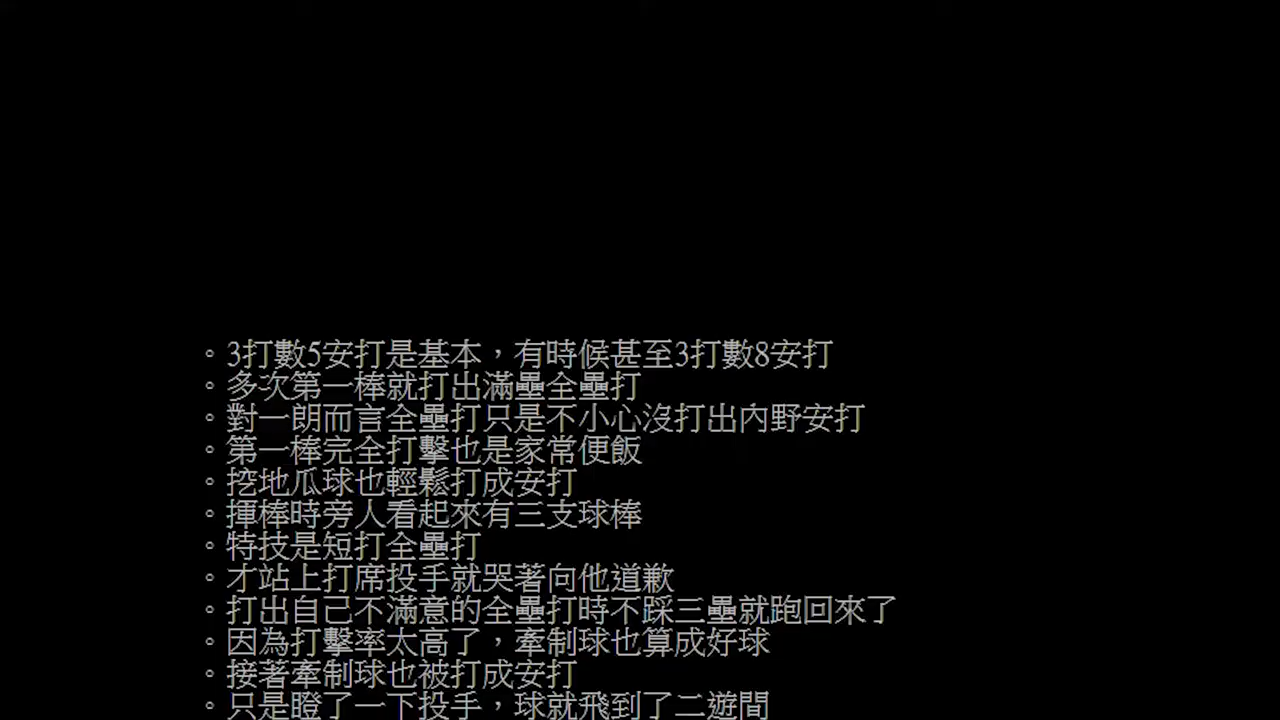 。3打數5安打是基本，有時候甚至3打數8安打
。多次第一棒就打出滿壘全壘打
。對一朗而言全壘打只是不小心沒打出內野安打
。第一棒完全打擊也是家常便飯
。挖地瓜球也輕鬆打成安打
。揮棒時旁人看起來有三支球棒
。特技是短打全壘打
。才站上打席投手就哭著向他道歉
。打出自己不滿意的全壘打時不踩三壘就跑回來了
。因為打擊率太高了，牽制球也算成好球
。接著牽制球也被打成安打
。只是瞪了一下投手，球就飛到了二遊間